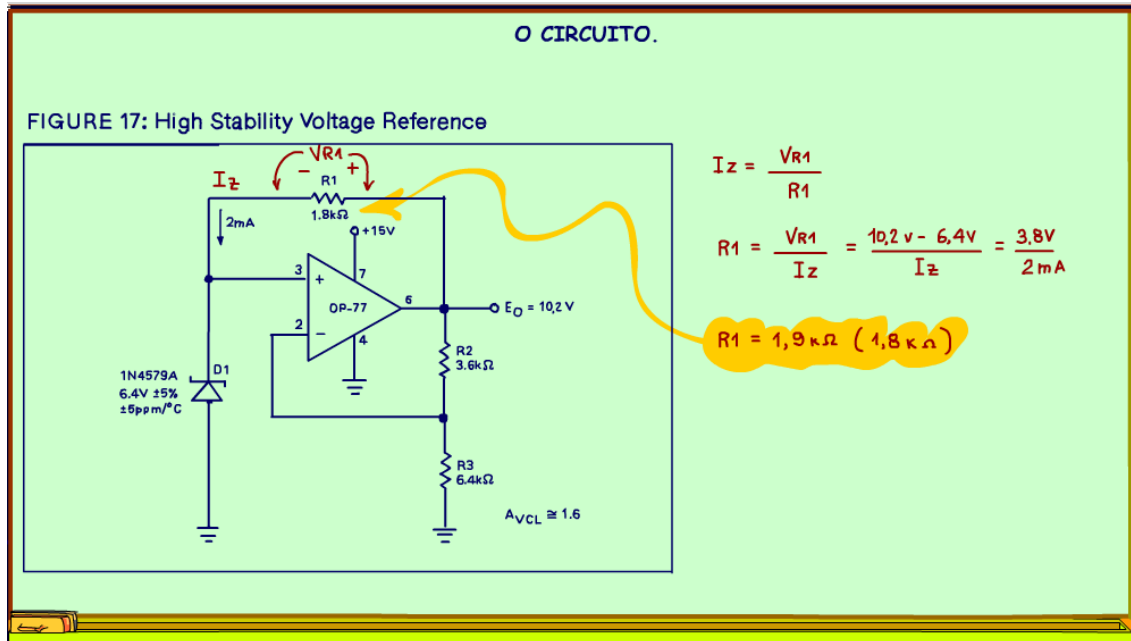 O CIRCUITO.
FIGURE 17: High Stability Voltage Reference
VR1
- +
Iz
R1
1.8kΩ
2mA
+15V
3
+
7
OP-77
6
E_O = 10,2 V
2
−
4
R2
3.6kΩ
1N4579A
6.4V ±5%
±5ppm/°C
D1
R3
6.4kΩ
A_VCL ≅ 1.6
Iz = VR1 / R1
R1 = VR1 / Iz = 10,2 v - 6,4V / Iz = 3,8V / 2mA
R1 = 1,9 KΩ (1,8 KΩ)